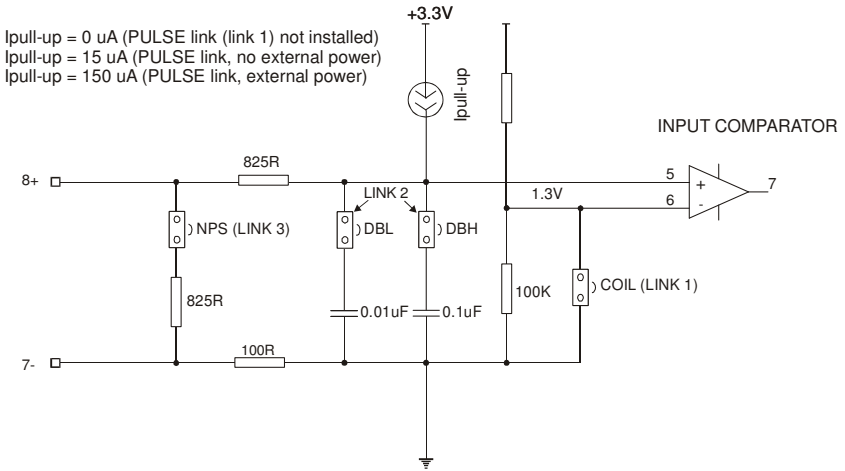 +3.3V
Ipull-up = 0 uA (PULSE link (link 1) not installed)
Ipull-up = 15 uA (PULSE link, no external power)
Ipull-up = 150 uA (PULSE link, external power)
Ipull-up
INPUT COMPARATOR
825R
8+
5
+
7
LINK 2
1.3V
6
-
NPS (LINK 3)
DBL
DBH
825R
100K
COIL (LINK 1)
0.01uF
0.1uF
100R
7-